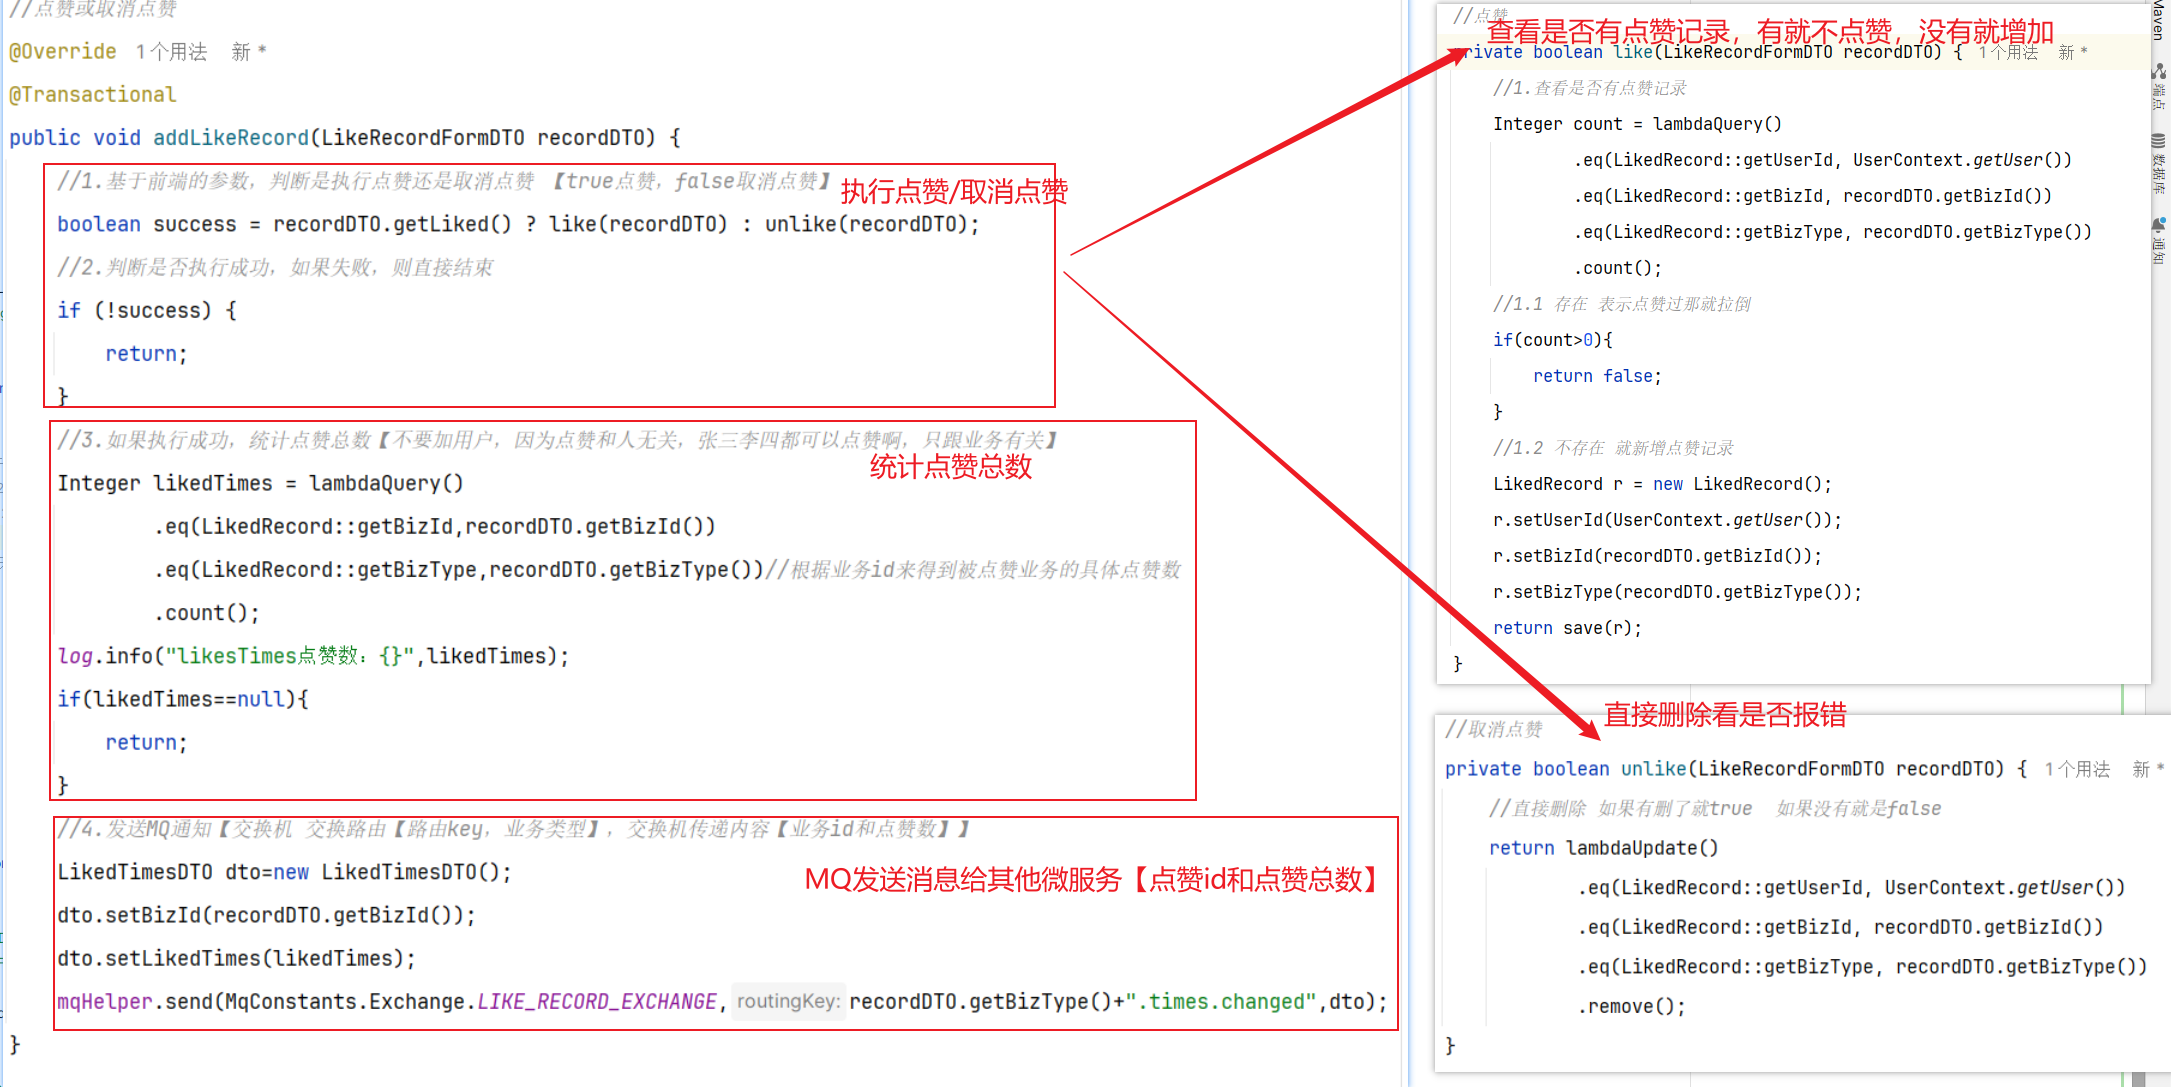 //点赞或取消点赞
@Override 1个用法 新 *
@Transactional
public void addLikeRecord(LikeRecordFormDTO recordDTO) {
//1.基于前端的参数，判断是执行点赞还是取消点赞 【true点赞，false取消点赞】
执行点赞/取消点赞
boolean success = recordDTO.getLiked() ? like(recordDTO) : unlike(recordDTO);
//2.判断是否执行成功，如果失败，则直接结束
if (!success) {
return;
}
//3.如果执行成功，统计点赞总数【不要加用户，因为点赞和人无关，张三李四都可以点赞啊，只跟业务有关】
统计点赞总数
Integer likedTimes = lambdaQuery()
.eq(LikedRecord::getBizId,recordDTO.getBizId())
.eq(LikedRecord::getBizType,recordDTO.getBizType())//根据业务id来得到被点赞业务的具体点赞数
.count();
log.info("likesTimes点赞数：{}",likedTimes);
if(likedTimes==null){
return;
}
//4.发送MQ通知【交换机 交换路由【路由key，业务类型】，交换机传递内容【业务id和点赞数】】
LikedTimesDTO dto=new LikedTimesDTO();
MQ发送消息给其他微服务【点赞id和点赞总数】
dto.setBizId(recordDTO.getBizId());
dto.setLikedTimes(likedTimes);
mqHelper.send(MqConstants.Exchange.LIKE_RECORD_EXCHANGE, routingKey: recordDTO.getBizType()+".times.changed",dto);
}
//点赞
查看是否有点赞记录，有就不点赞，没有就增加
private boolean like(LikeRecordFormDTO recordDTO) { 1个用法 新 *
//1.查看是否有点赞记录
Integer count = lambdaQuery()
.eq(LikedRecord::getUserId, UserContext.getUser())
.eq(LikedRecord::getBizId, recordDTO.getBizId())
.eq(LikedRecord::getBizType, recordDTO.getBizType())
.count();
//1.1 存在 表示点赞过那就拉倒
if(count>0){
return false;
}
//1.2 不存在 就新增点赞记录
LikedRecord r = new LikedRecord();
r.setUserId(UserContext.getUser());
r.setBizId(recordDTO.getBizId());
r.setBizType(recordDTO.getBizType());
return save(r);
}
直接删除看是否报错
//取消点赞
private boolean unlike(LikeRecordFormDTO recordDTO) { 1个用法 新 *
//直接删除 如果有删了就true 如果没有就是false
return lambdaUpdate()
.eq(LikedRecord::getUserId, UserContext.getUser())
.eq(LikedRecord::getBizId, recordDTO.getBizId())
.eq(LikedRecord::getBizType, recordDTO.getBizType())
.remove();
}
Maven
端点
数据库
通知